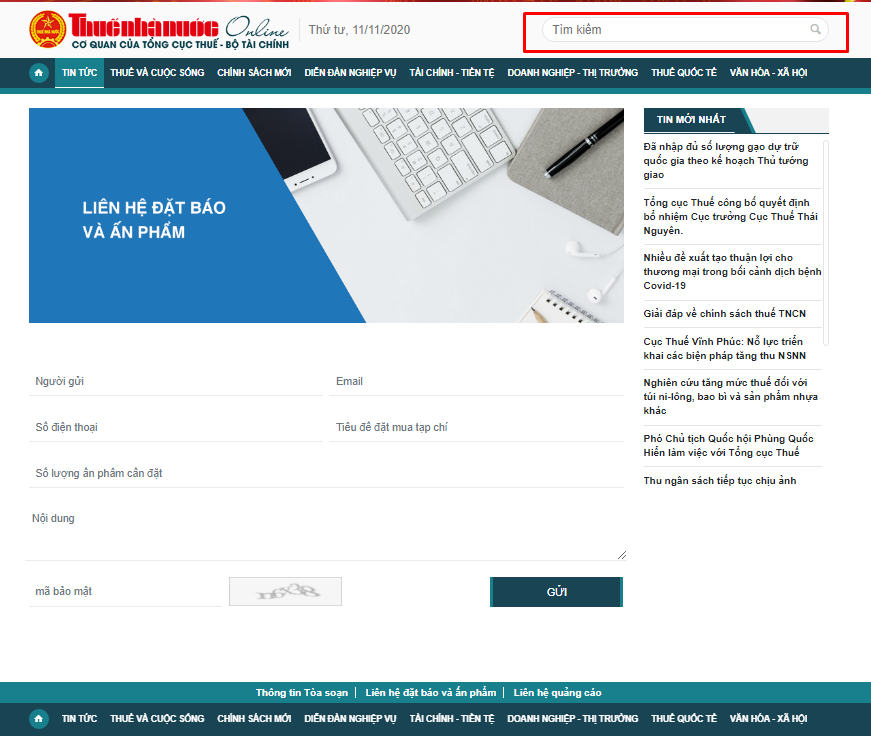 Thuếnhànước Online
CƠ QUAN CỦA TỔNG CỤC THUẾ - BỘ TÀI CHÍNH
Thứ tư, 11/11/2020
Tìm kiếm
TIN TỨC THUẾ VÀ CUỘC SỐNG CHÍNH SÁCH MỚI DIỄN ĐÀN NGHIỆP VỤ TÀI CHÍNH - TIỀN TỆ DOANH NGHIỆP - THỊ TRƯỜNG THUẾ QUỐC TẾ VĂN HÓA - XÃ HỘI
LIÊN HỆ ĐẶT BÁO
VÀ ẤN PHẨM
Người gửi
Email
Số điện thoại
Tiêu đề đặt mua tạp chí
Số lượng ấn phẩm cần đặt
Nội dung
mã bảo mật
n6x38
GỬI
TIN MỚI NHẤT
Đã nhập đủ số lượng gạo dự trữ
quốc gia theo kế hoạch Thủ tướng
giao
Tổng cục Thuế công bố quyết định
bổ nhiệm Cục trưởng Cục Thuế Thái
Nguyên.
Nhiều đề xuất tạo thuận lợi cho
thương mại trong bối cảnh dịch bệnh
Covid-19
Giải đáp về chính sách thuế TNCN
Cục Thuế Vĩnh Phúc: Nỗ lực triển
khai các biện pháp tăng thu NSNN
Nghiên cứu tăng mức thuế đối với
túi ni-lông, bao bì và sản phẩm nhựa
khác
Phó Chủ tịch Quốc hội Phùng Quốc
Hiển làm việc với Tổng cục Thuế
Thu ngân sách tiếp tục chịu ảnh
Thông tin Tòa soạn | Liên hệ đặt báo và ấn phẩm | Liên hệ quảng cáo
TIN TỨC THUẾ VÀ CUỘC SỐNG CHÍNH SÁCH MỚI DIỄN ĐÀN NGHIỆP VỤ TÀI CHÍNH - TIỀN TỆ DOANH NGHIỆP - THỊ TRƯỜNG THUẾ QUỐC TẾ VĂN HÓA - XÃ HỘI